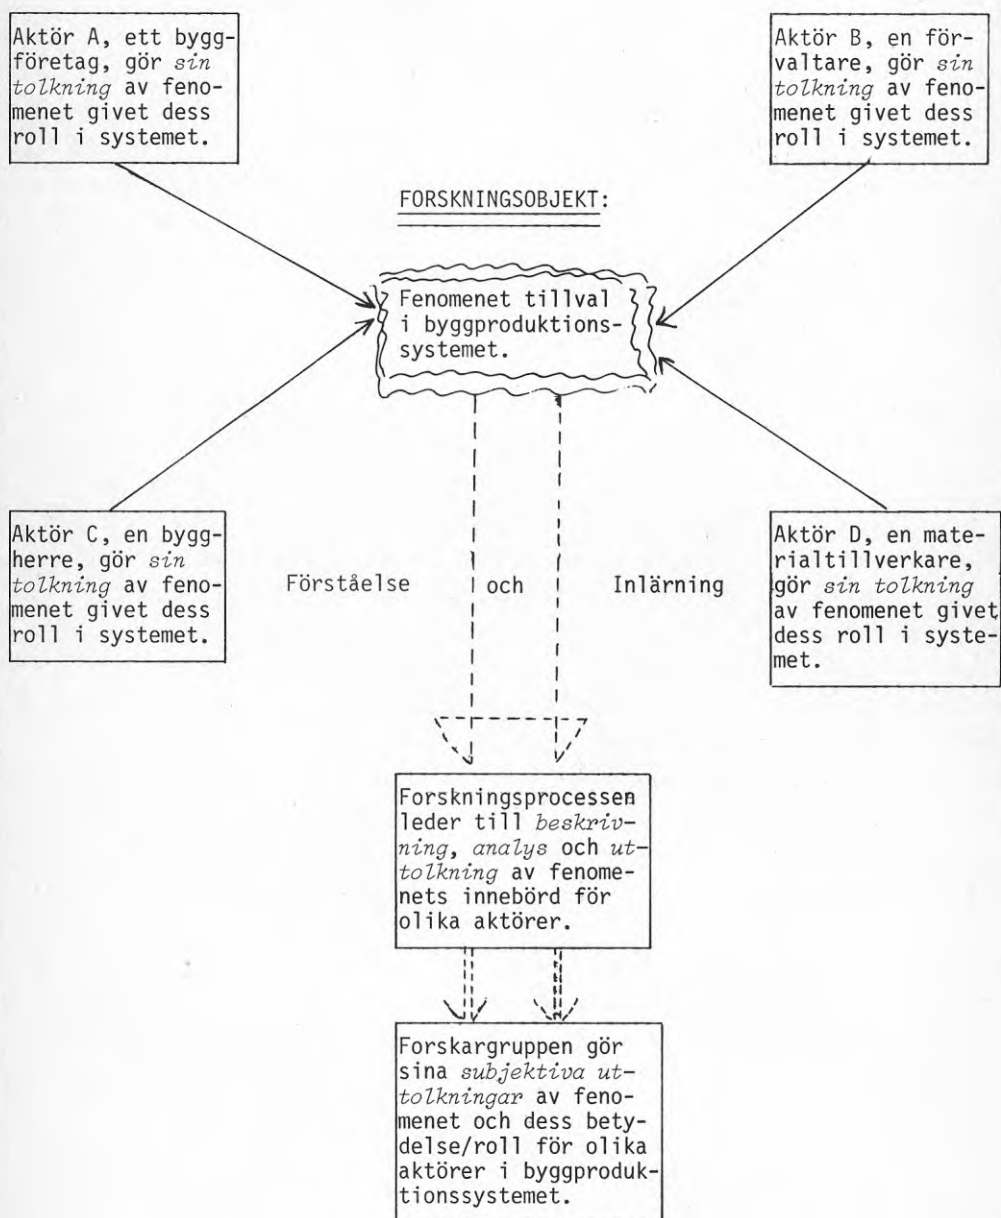 Aktör A, ett bygg-
företag, gör sin
tolkning av feno-
menet givet dess
roll i systemet.
Aktör B, en för-
valtare, gör sin
tolkning av feno-
menet givet dess
roll i systemet.
FORSKNINGSOBJEKT:
Fenomenet tillval
i byggproduktions-
systemet.
Aktör C, en bygg-
herre, gör sin
tolkning av feno-
menet givet dess
roll i systemet.
Förståelse och Inlärning
Aktör D, en mate-
rialtillverkare,
gör sin tolkning
av fenomenet givet
dess roll i syste-
met.
Forskningsprocessen
leder till beskriv-
ning, analys och ut-
tolkning av fenome-
nets innebörd för
olika aktörer.
Forskargruppen gör
sina subjektiva ut-
tolkningar av feno-
menet och dess bety-
delse/roll för olika
aktörer i byggproduk-
tionssystemet.